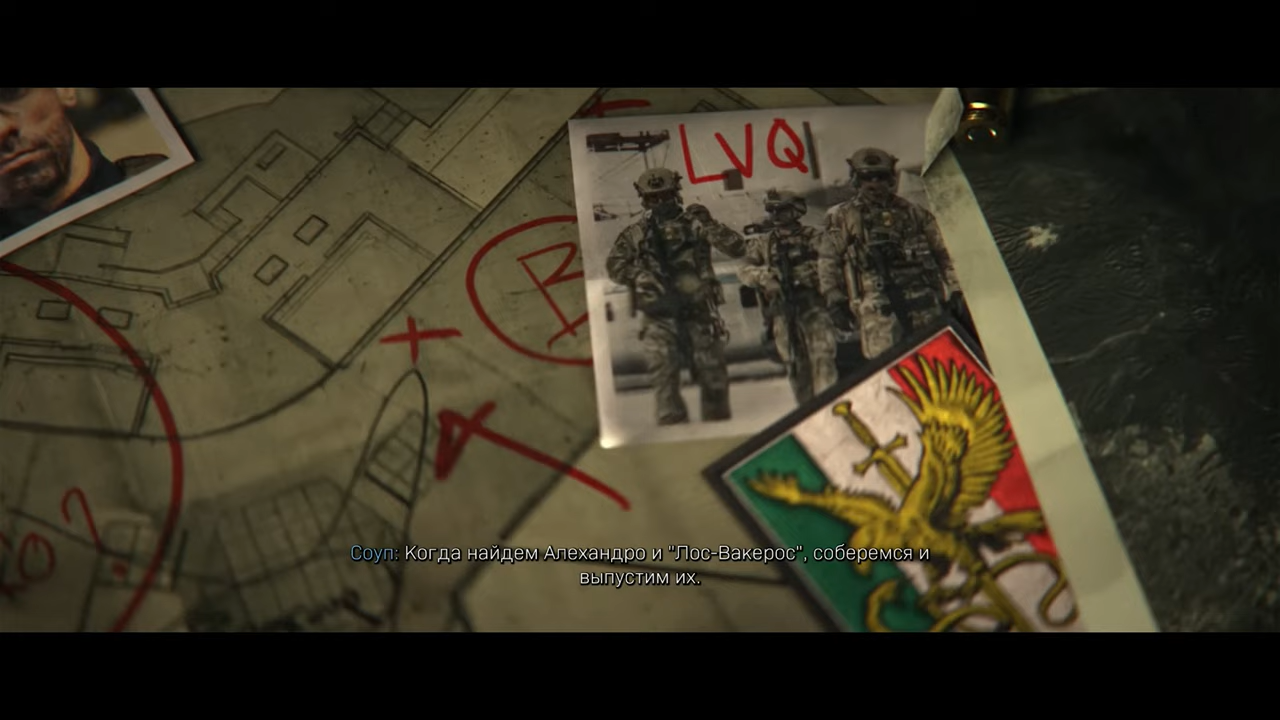 LVQ
B
Соуп: Когда найдем Алехандро и "Лос-Вакерос", соберемся и
выпустим их.